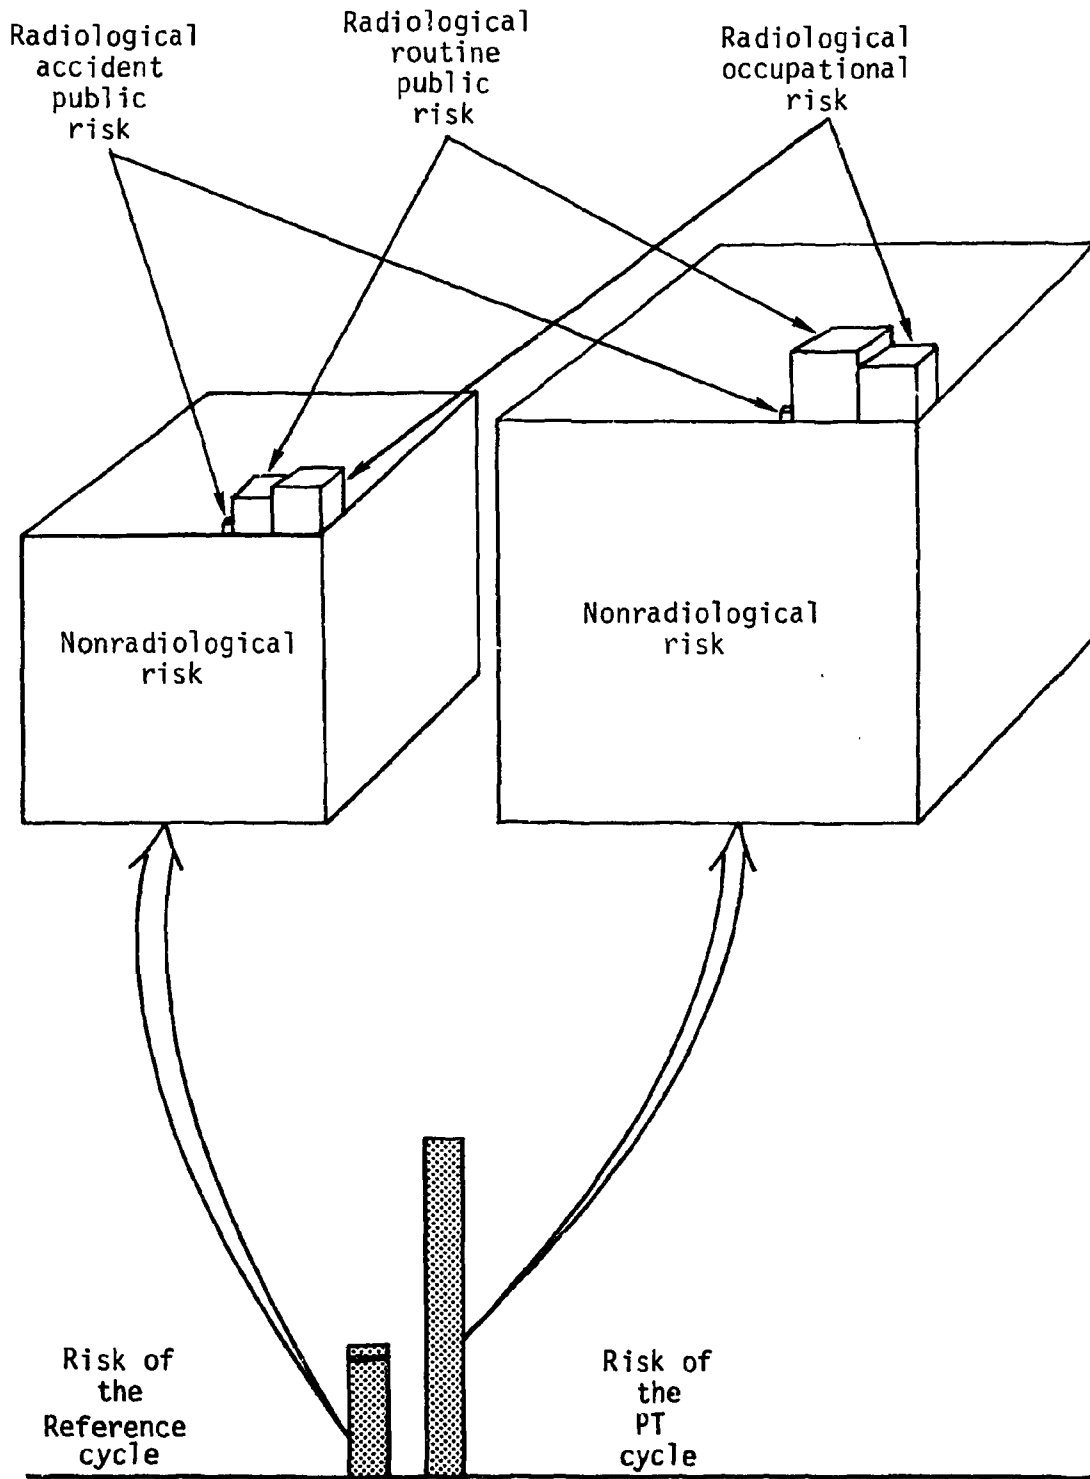 Radiological
accident
public
risk
Radiological
routine
public
risk
Radiological
occupational
risk
Nonradiological
risk
Nonradiological
risk
Risk of
the
Reference
cycle
Risk of
the
PT
cycle